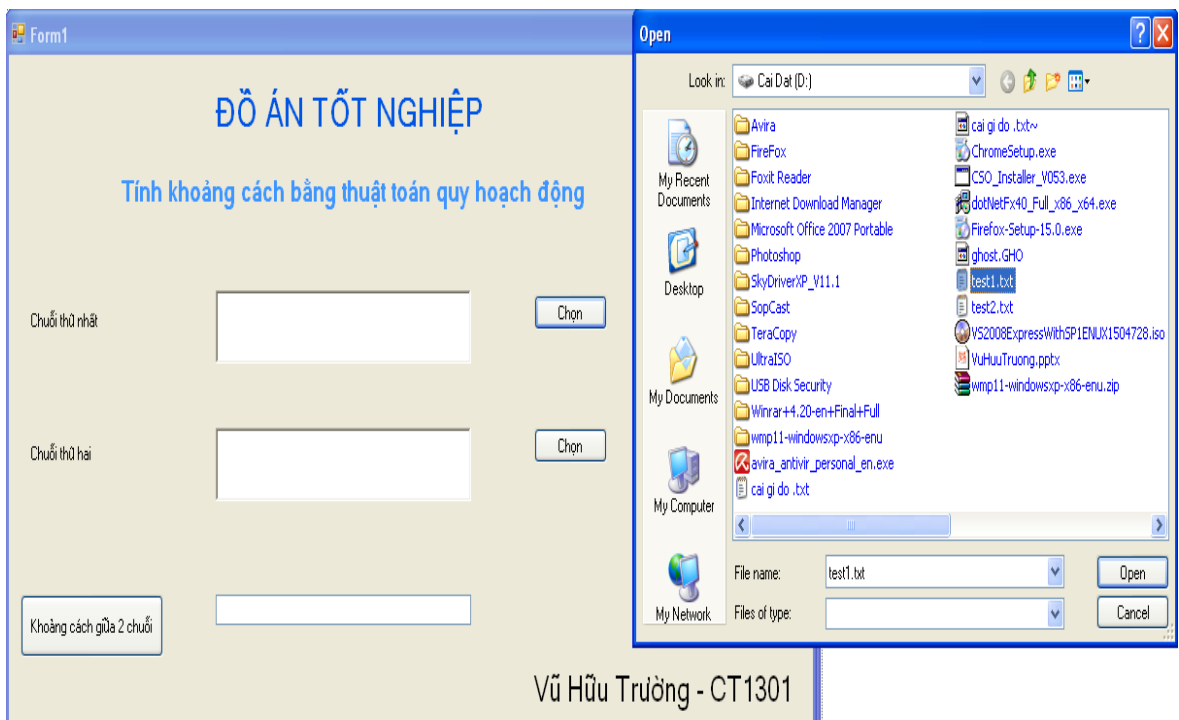 Form1
ĐỒ ÁN TỐT NGHIỆP
Tính khoảng cách bằng thuật toán quy hoạch động
Chuỗi thứ nhất
Chọn
Chuỗi thứ hai
Chọn
Khoảng cách giữa 2 chuỗi
Vũ Hữu Trường - CT1301
Open
Look in:
Cai Dat (D:)
My Recent
Documents
Desktop
My Documents
My Computer
My Network
Avira
FireFox
Foxit Reader
Internet Download Manager
Microsoft Office 2007 Portable
Photoshop
SkyDriverXP_V11.1
SopCast
TeraCopy
UltraISO
USB Disk Security
Winrar+4.20-en+Final+Full
wmp11-windowsxp-x86-enu
avira_antivir_personal_en.exe
cai gi do .txt
cai gi do .txt~
ChromeSetup.exe
CSO_Installer_V053.exe
dotNetFx40_Full_x86_x64.exe
Firefox-Setup-15.0.exe
ghost.GHO
test1.txt
test2.txt
VS2008ExpressWithSP1ENUX1504728.iso
VuHuuTruong.pptx
wmp11-windowsxp-x86-enu.zip
File name:
test1.txt
Open
Files of type:
Cancel